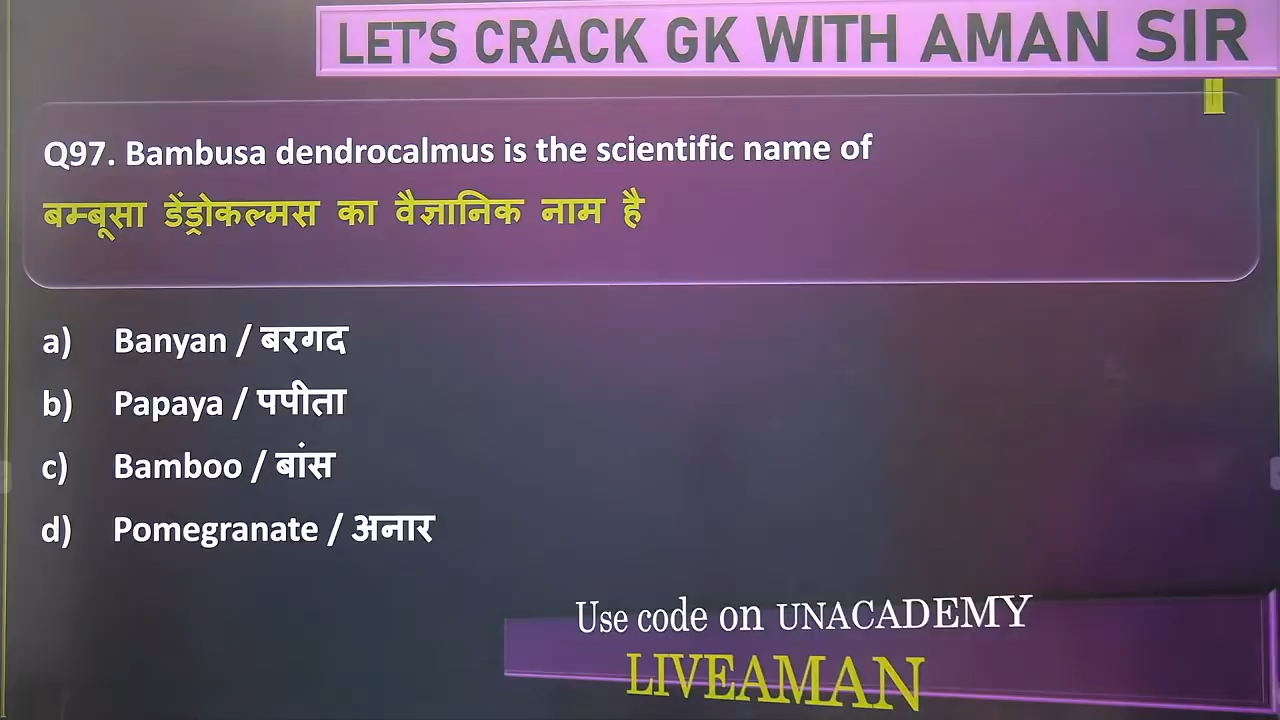 LET'S CRACK GK WITH AMAN SIR
Q97. Bambusa dendrocalmus is the scientific name of
बम्बूसा डेंड्रोकल्मस का वैज्ञानिक नाम है
a) Banyan / बरगद
b) Papaya / पपीता
c) Bamboo / बांस
d) Pomegranate / अनार
Use code on UNACADEMY
LIVEAMAN